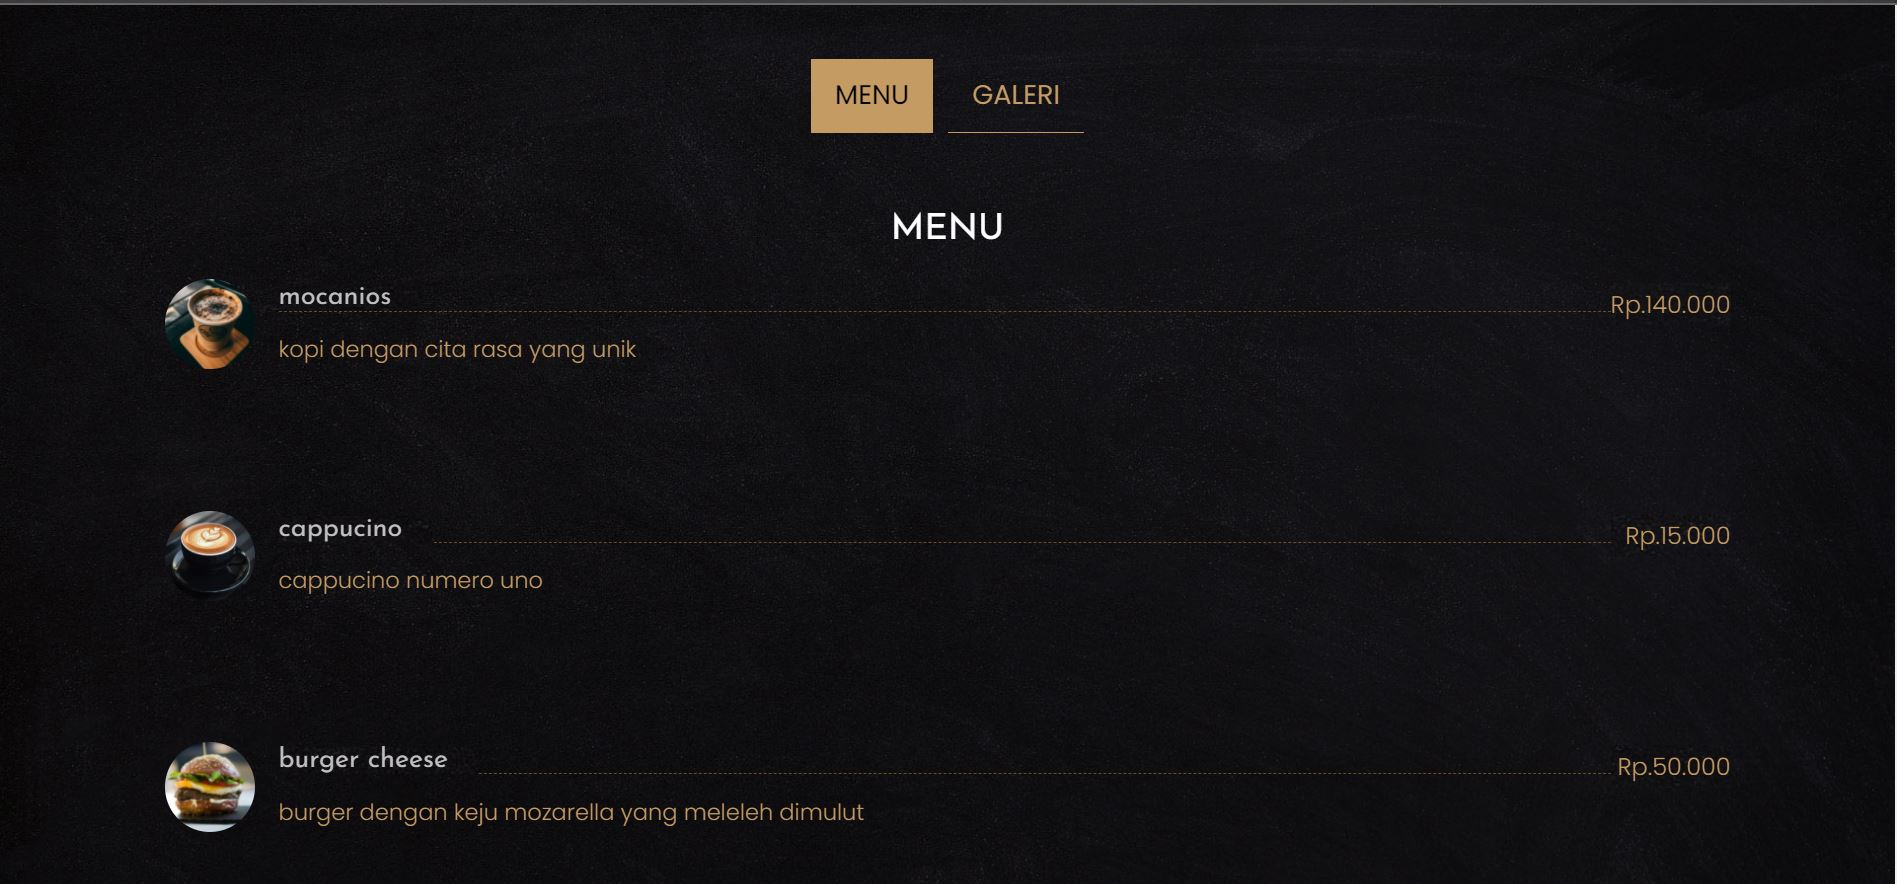 MENU GALERI
MENU
mocanios Rp.140.000
kopi dengan cita rasa yang unik
cappucino Rp.15.000
cappucino numero uno
burger cheese Rp.50.000
burger dengan keju mozarella yang meleleh dimulut